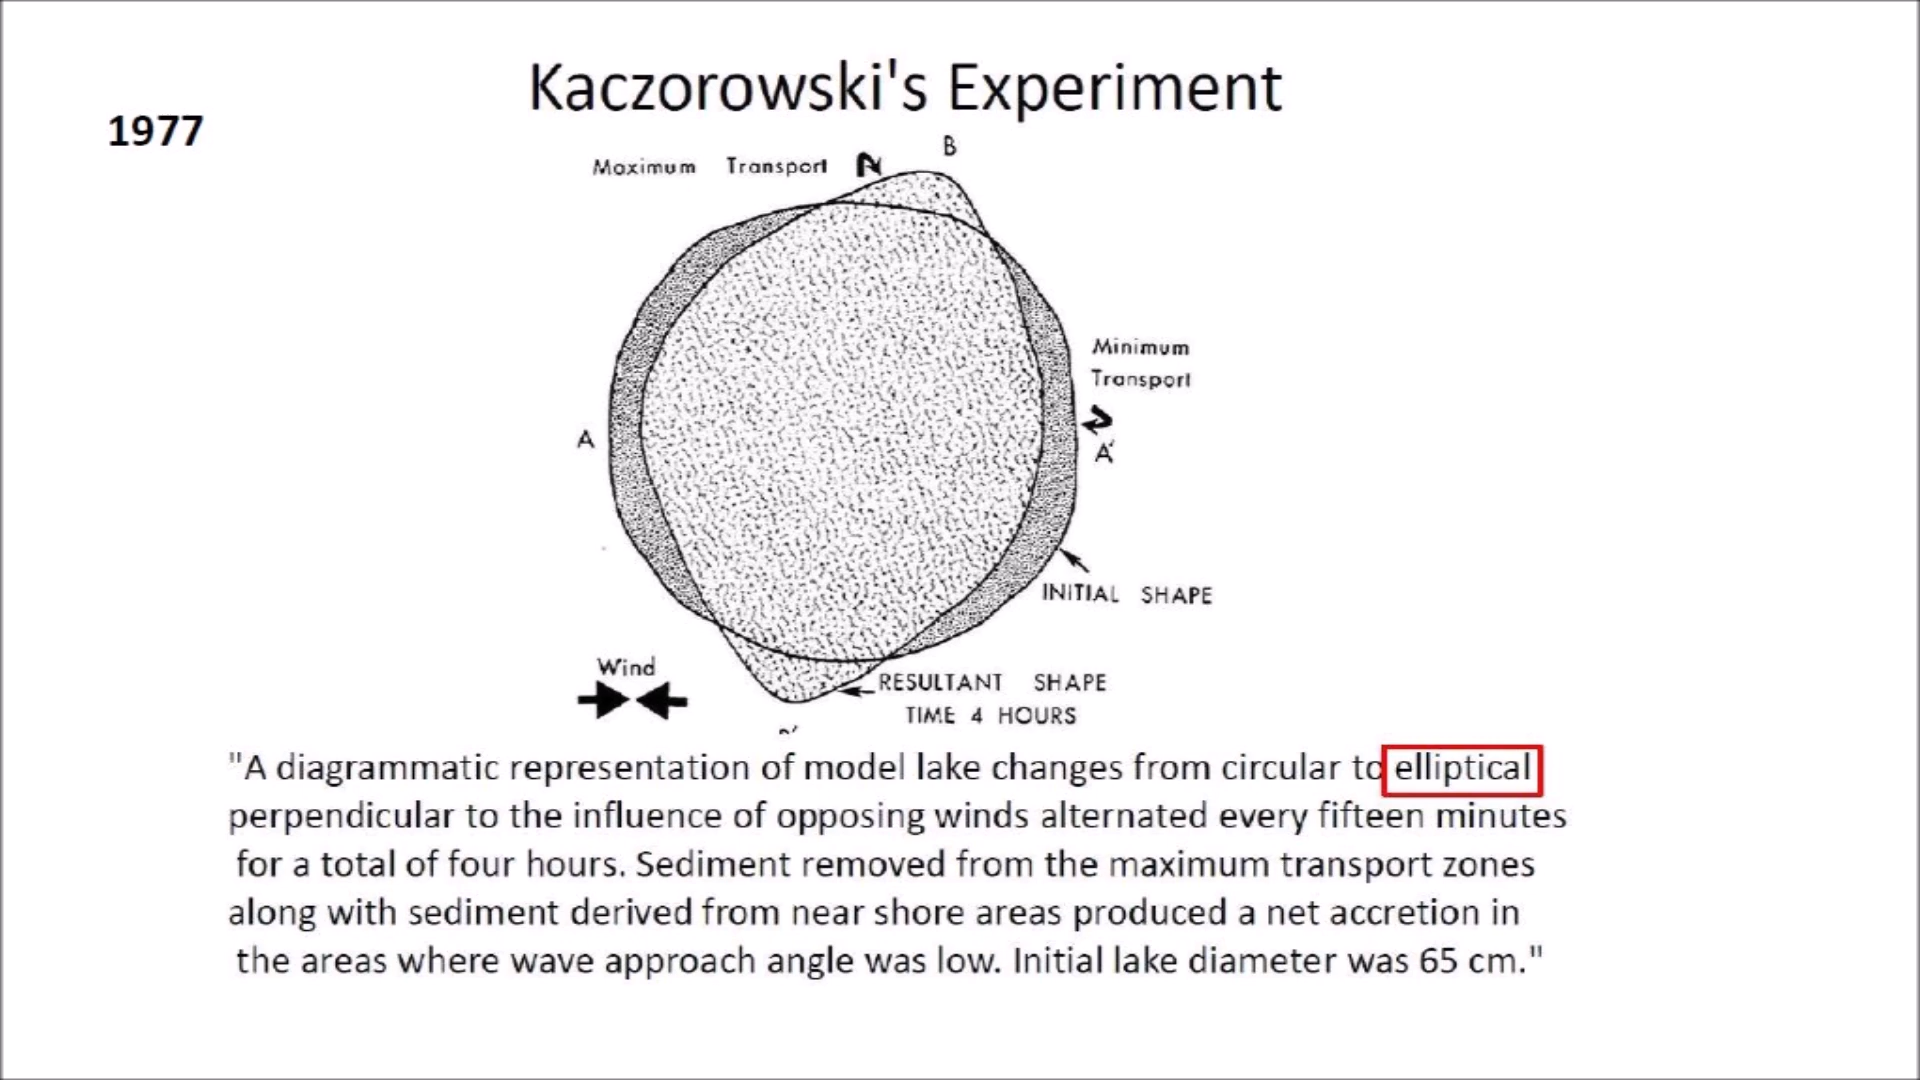 Kaczorowski's Experiment
1977
B
Maximum Transport
Minimum
Transport
A
A'
INITIAL SHAPE
Wind
RESULTANT SHAPE
TIME 4 HOURS
"A diagrammatic representation of model lake changes from circular to elliptical
perpendicular to the influence of opposing winds alternated every fifteen minutes
for a total of four hours. Sediment removed from the maximum transport zones
along with sediment derived from near shore areas produced a net accretion in
the areas where wave approach angle was low. Initial lake diameter was 65 cm."